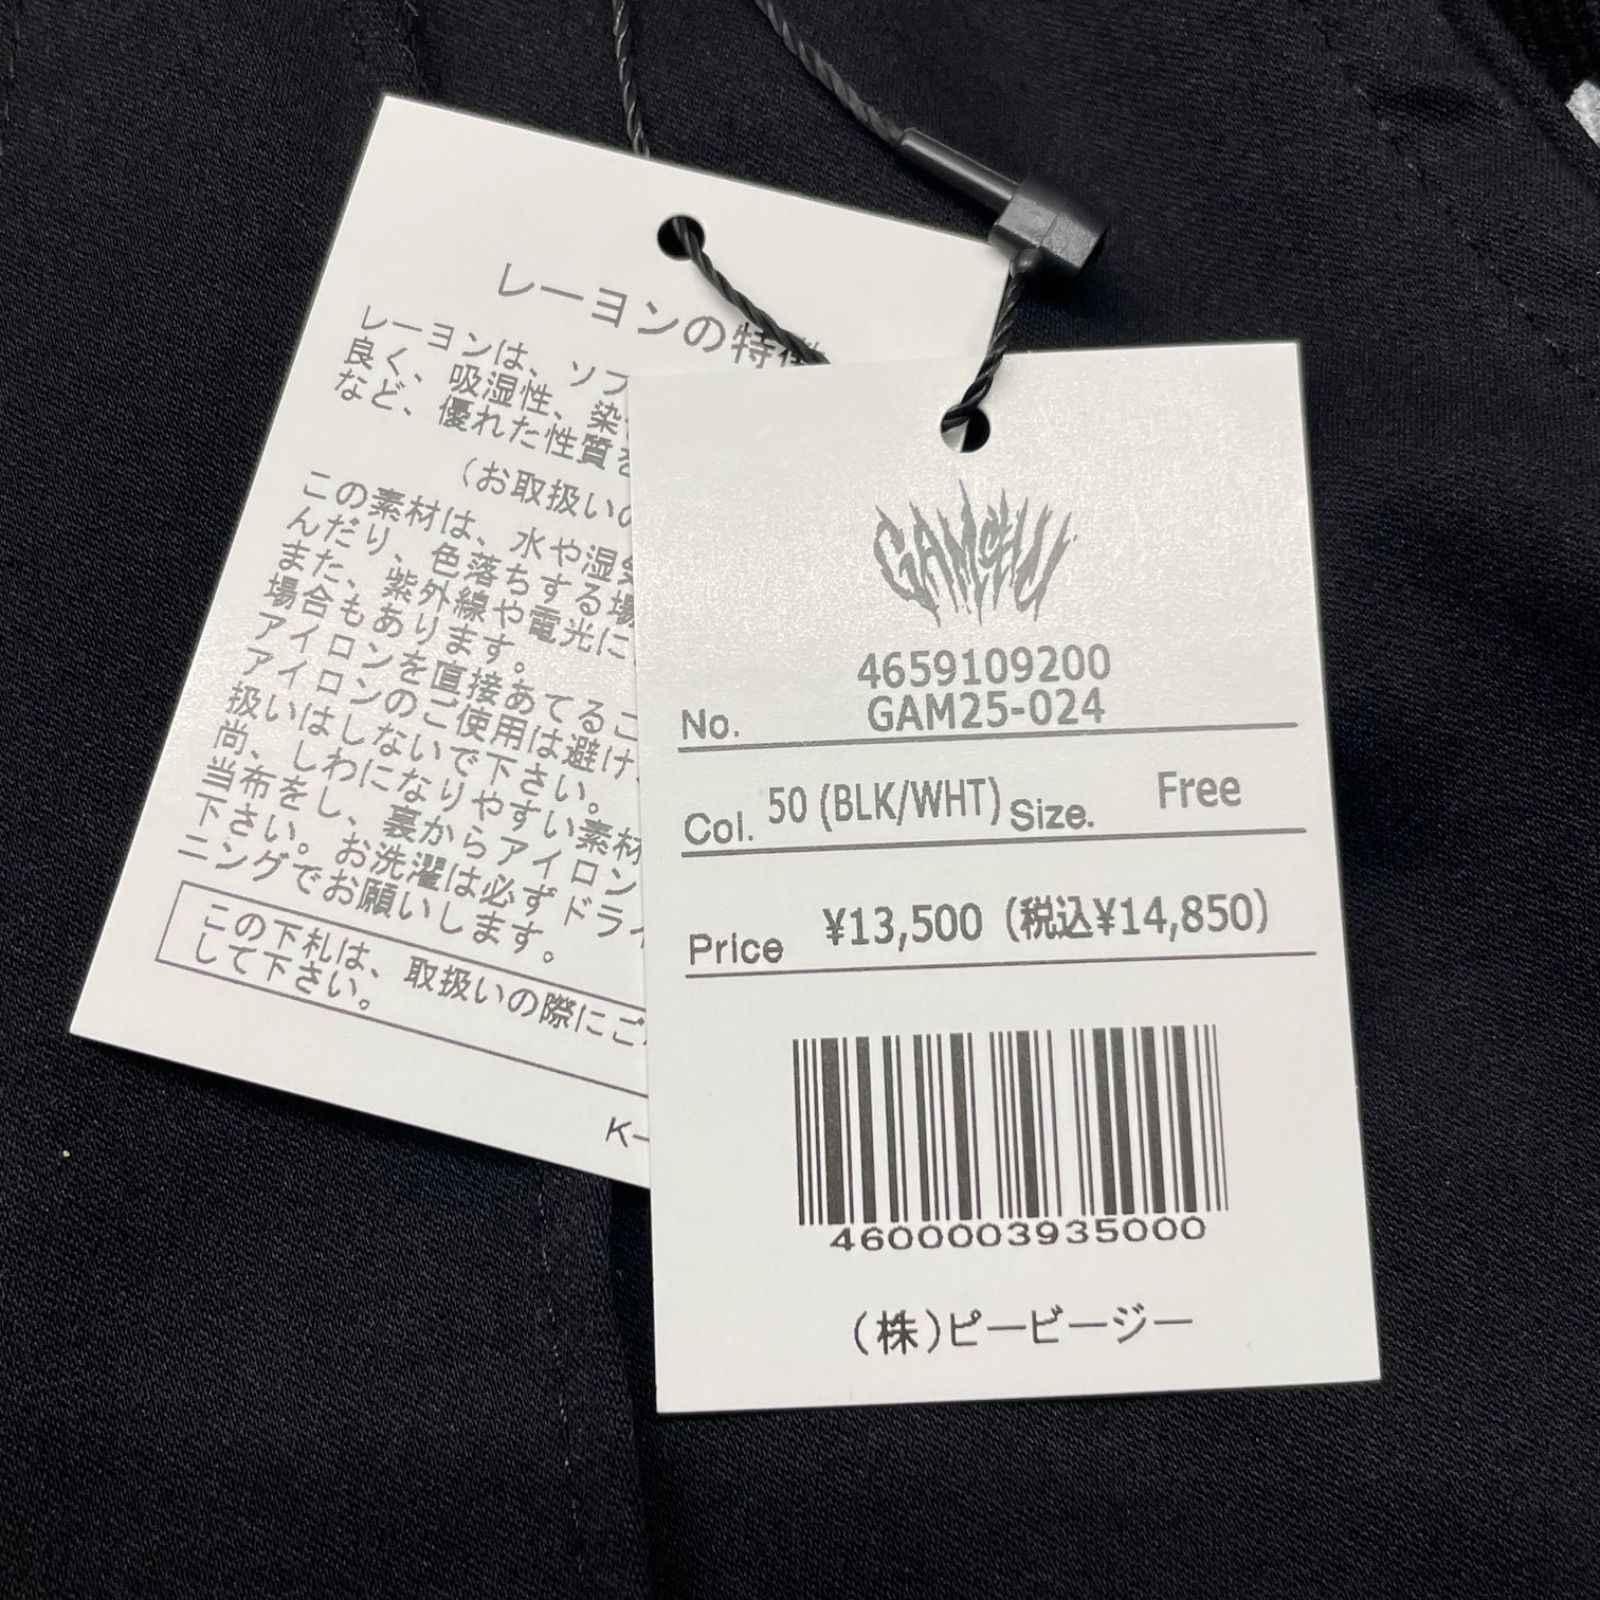 レーヨンの特徴
レーヨンは、ソフ
良く、吸湿性、染
など、優れた性質を
（お取扱いの
この素材は、水や湿気
んだり、色落ちする場
また、紫外線や電光に
場合もあります。
アイロンを直接あてるこ
アイロンのご使用は避け
扱いはしないで下さい。
尚、しわになりやすい素材
当布をし、裏からアイロン
下さい。お洗濯は必ずドライ
ニングでお願いします。
この下札は、取扱いの際にご
して下さい。
K-
GAMSHU
4659109200
No. GAM25-024
Col. 50 (BLK/WHT) Size. Free
Price ¥13,500 (税込¥14,850)
4600003935000
(株)ピービージー